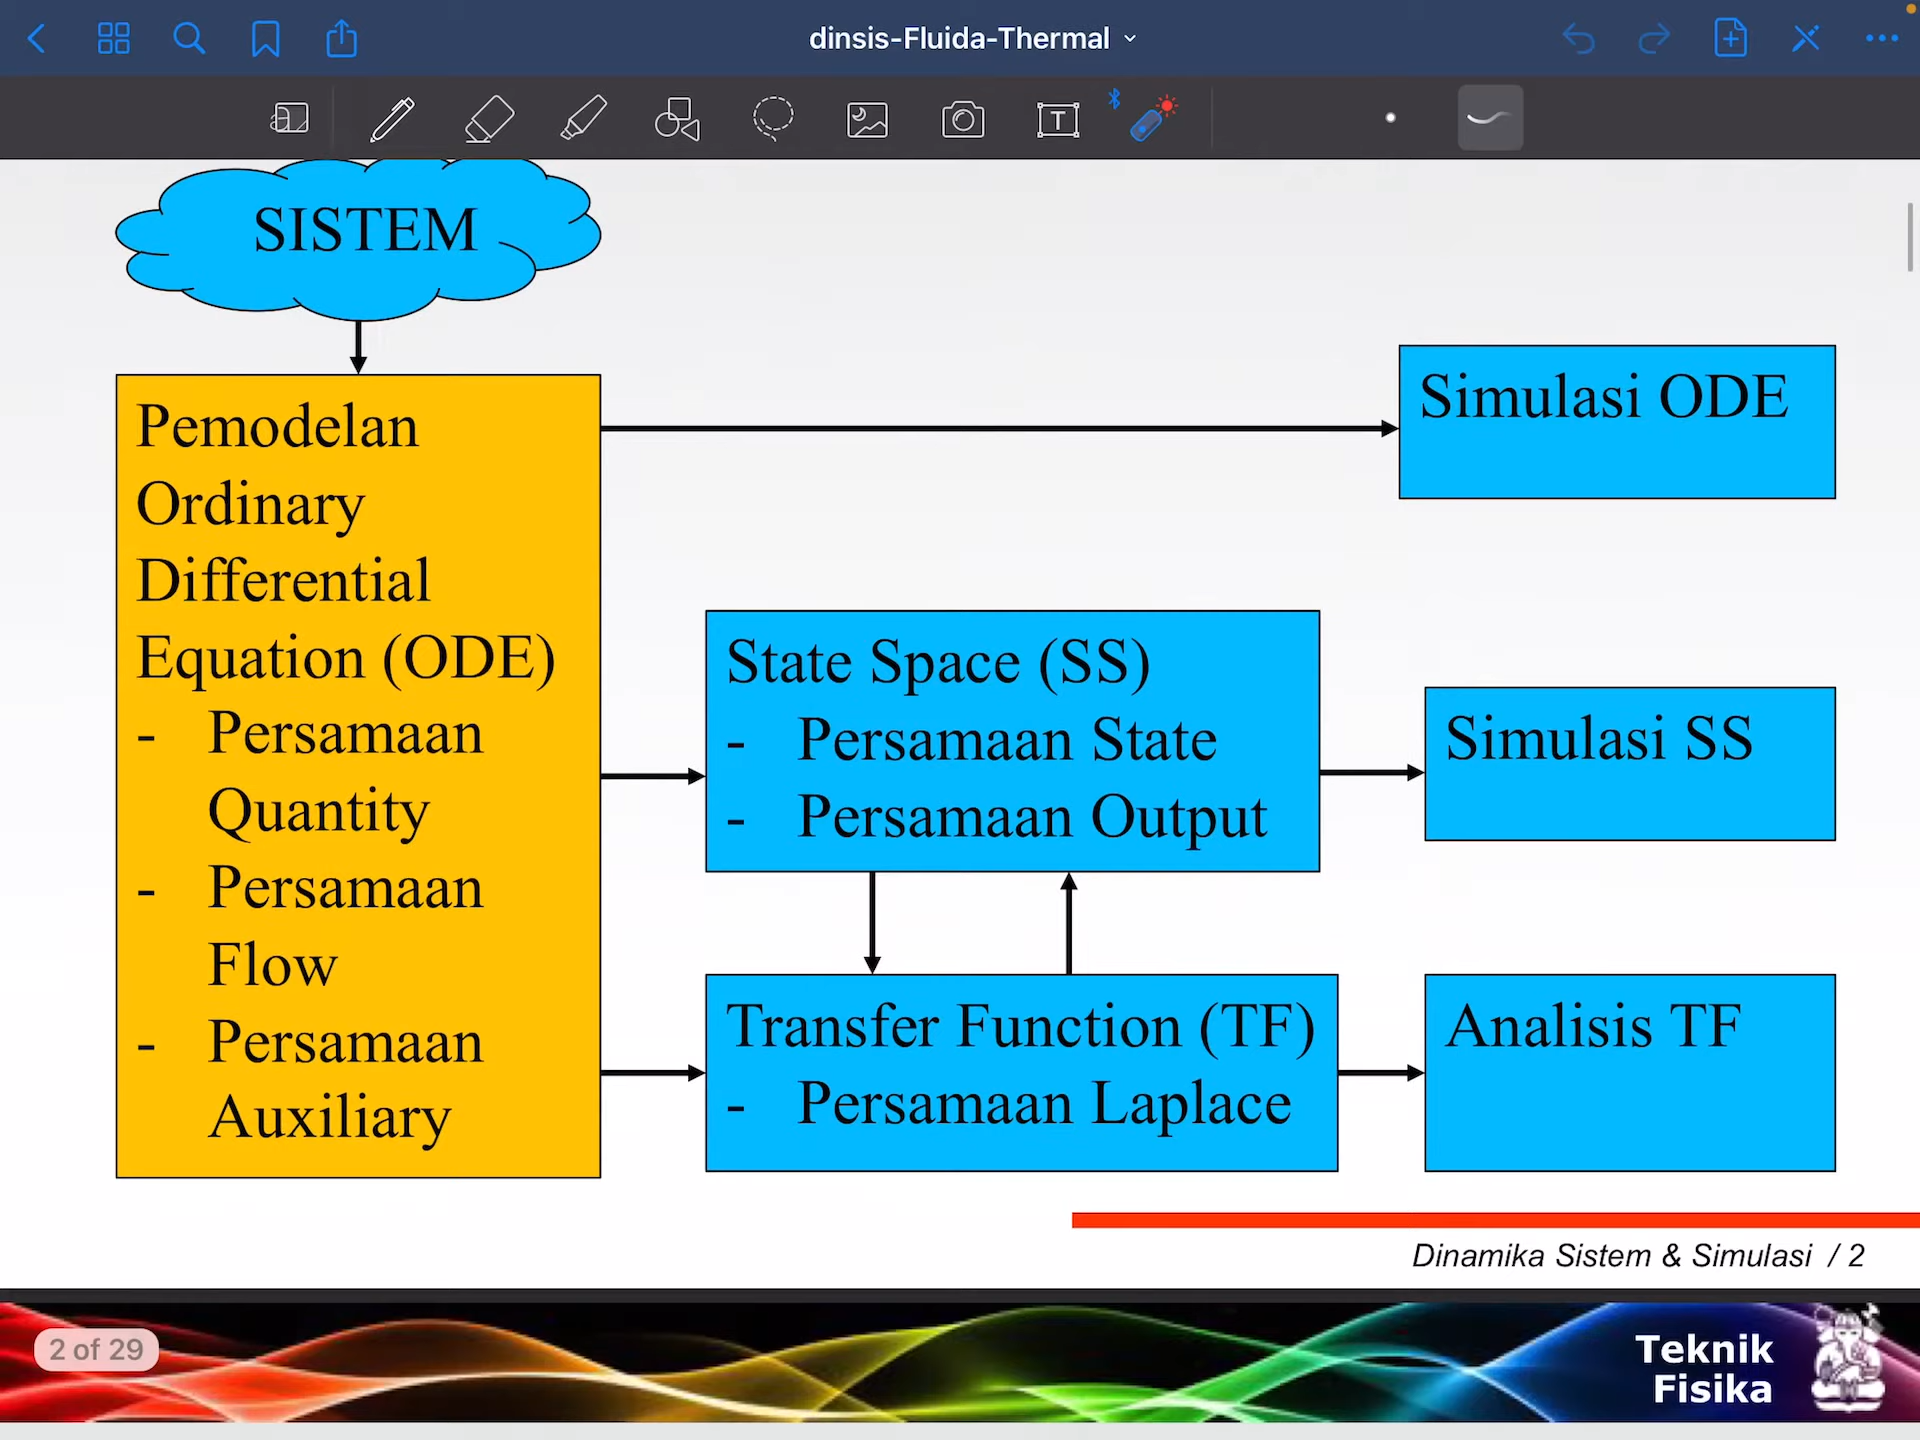 dinsis-Fluida-Thermal
SISTEM
Pemodelan
Ordinary
Differential
Equation (ODE)
- Persamaan
Quantity
- Persamaan
Flow
- Persamaan
Auxiliary
Simulasi ODE
State Space (SS)
- Persamaan State
- Persamaan Output
Simulasi SS
Transfer Function (TF)
- Persamaan Laplace
Analisis TF
Dinamika Sistem & Simulasi / 2
2 of 29
Teknik
Fisika